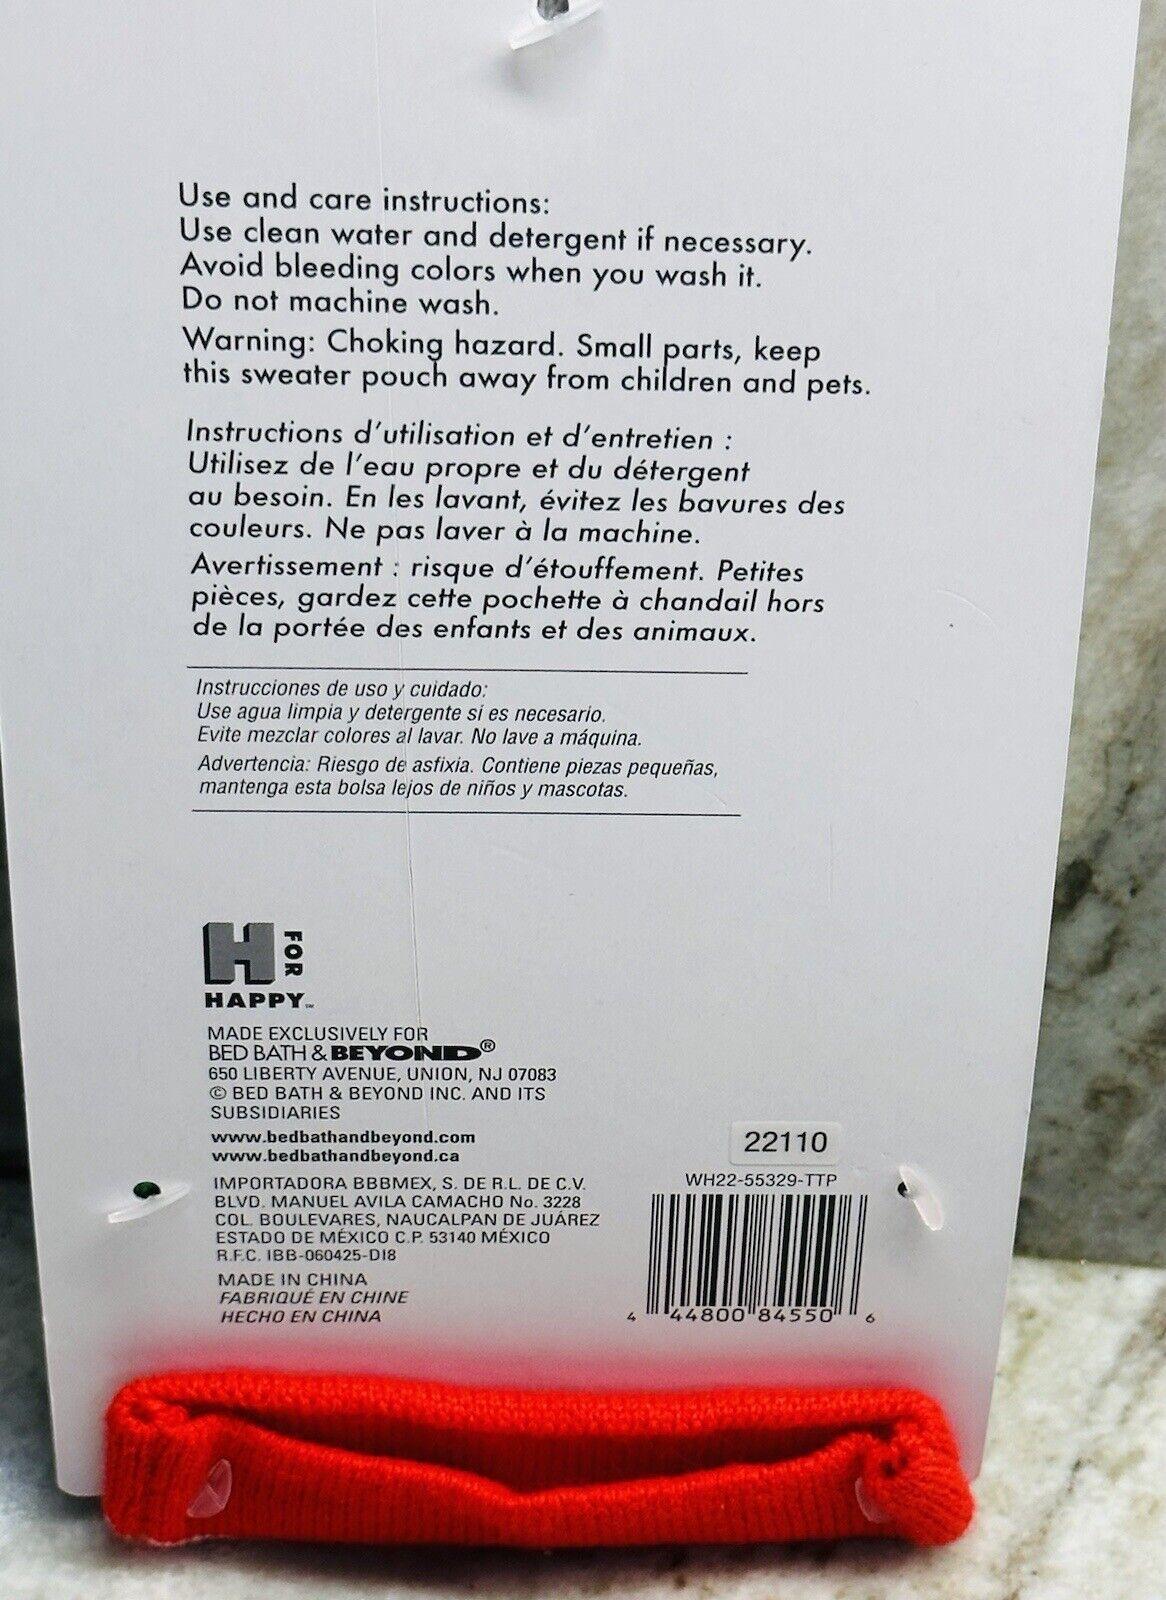 Use and care instructions:
Use clean water and detergent if necessary.
Avoid bleeding colors when you wash it.
Do not machine wash.
Warning: Choking hazard. Small parts, keep
this sweater pouch away from children and pets.
Instructions d'utilisation et d'entretien :
Utilisez de l'eau propre et du détergent
au besoin. En les lavant, évitez les bavures des
couleurs. Ne pas laver à la machine.
Avertissement : risque d'étouffement. Petites
pièces, gardez cette pochette à chandail hors
de la portée des enfants et des animaux.
Instrucciones de uso y cuidado:
Use agua limpia y detergente sí es necesario.
Evite mezclar colores al lavar. No lave a máquina.
Advertencia: Riesgo de asfixia. Contiene piezas pequeñas,
mantenga esta bolsa lejos de niños y mascotas.
H FOR
HAPPY™
MADE EXCLUSIVELY FOR
BED BATH & BEYOND®
650 LIBERTY AVENUE, UNION, NJ 07083
© BED BATH & BEYOND INC. AND ITS
SUBSIDIARIES
www.bedbathandbeyond.com
www.bedbathandbeyond.ca
IMPORTADORA BBBMEX, S. DE R.L. DE C.V.
BLVD. MANUEL AVILA CAMACHO No. 3228
COL. BOULEVARES, NAUCALPAN DE JUÁREZ
ESTADO DE MÉXICO C.P. 53140 MÉXICO
R.F.C. IBB-060425-DI8
MADE IN CHINA
FABRIQUÉ EN CHINE
HECHO EN CHINA
22110
WH22-55329-TTP
4 44800 84550 6